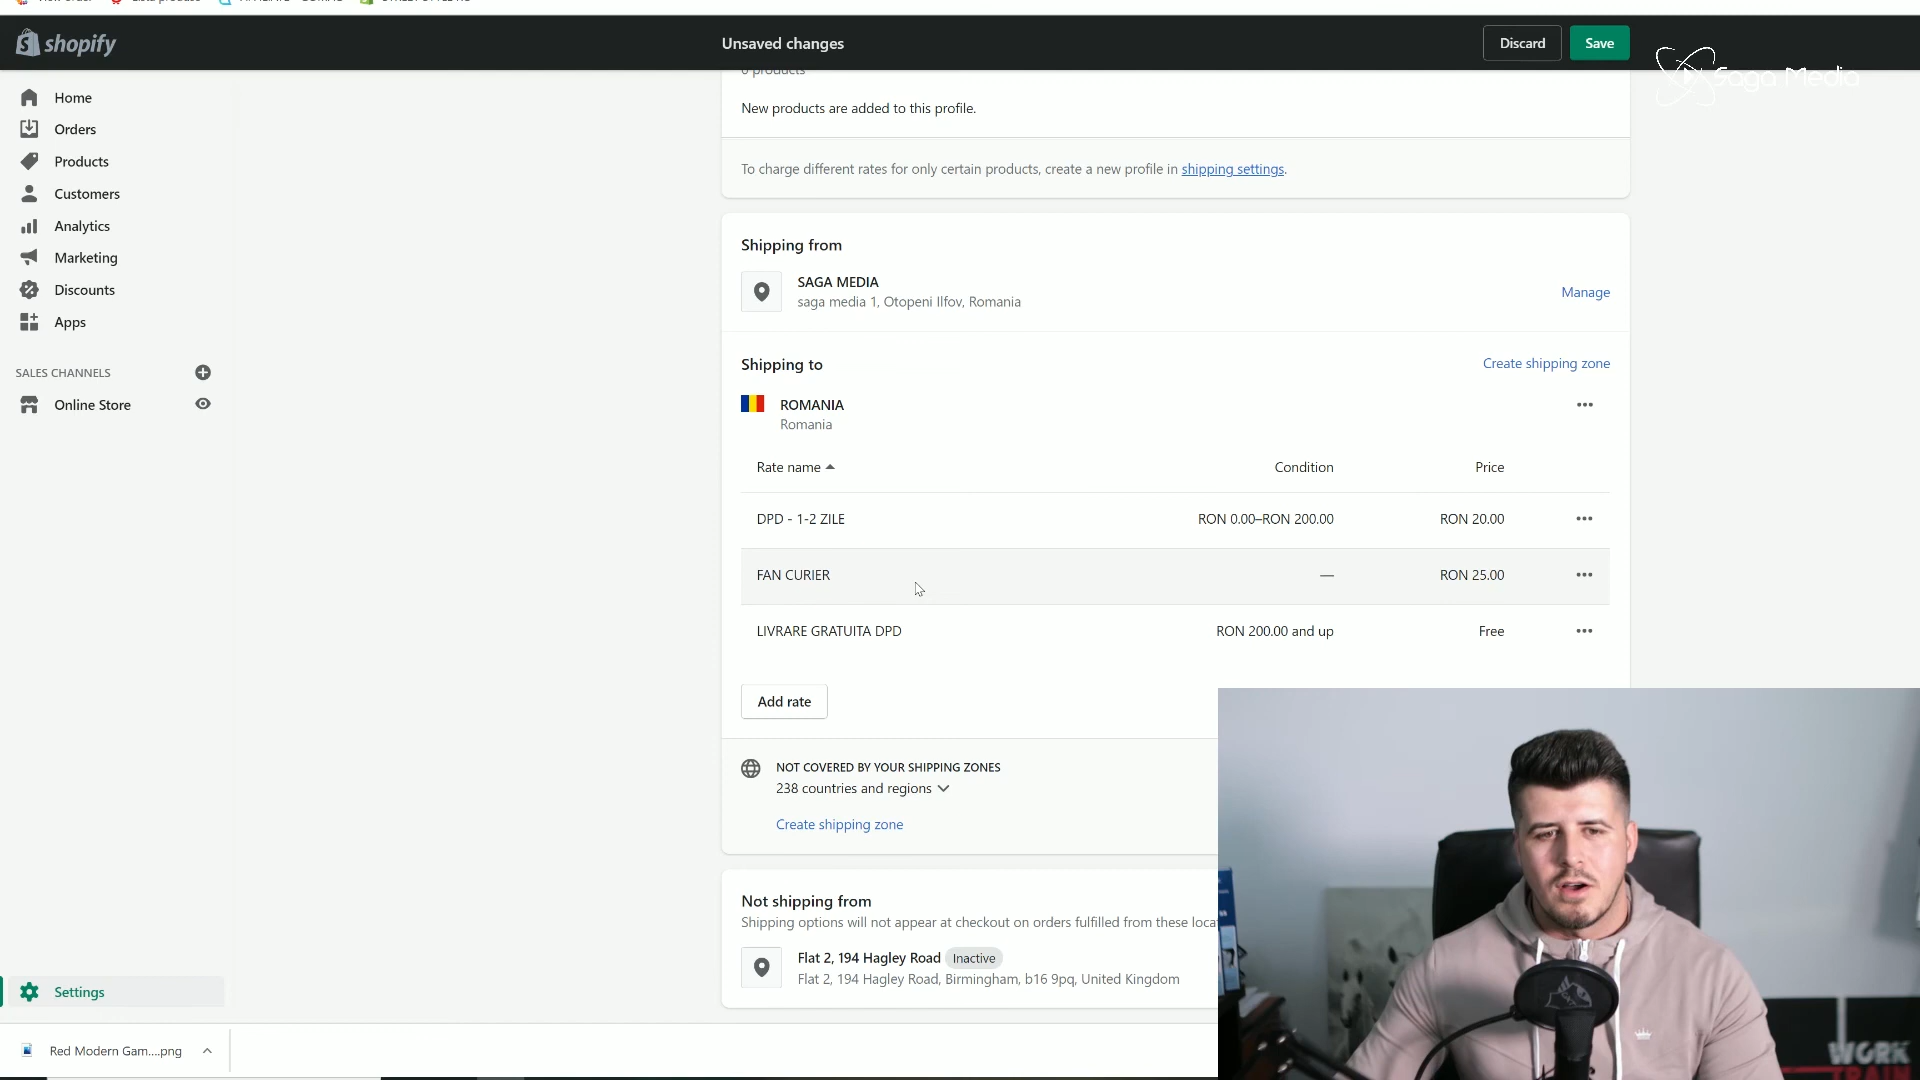 shopify
Unsaved changes
Discard
Save
Saga Media
Home
Orders
Products
Customers
Analytics
Marketing
Discounts
Apps
SALES CHANNELS
Online Store
Settings
New products are added to this profile.
To charge different rates for only certain products, create a new profile in shipping settings.
Shipping from
SAGA MEDIA
saga media 1, Otopeni Ilfov, Romania
Manage
Shipping to
Create shipping zone
ROMANIA
Romania
Rate name Condition Price
DPD - 1-2 ZILE RON 0.00–RON 200.00 RON 20.00
FAN CURIER — RON 25.00
LIVRARE GRATUITA DPD RON 200.00 and up Free
Add rate
NOT COVERED BY YOUR SHIPPING ZONES
238 countries and regions
Create shipping zone
Not shipping from
Shipping options will not appear at checkout on orders fulfilled from these
Flat 2, 194 Hagley Road Inactive
Flat 2, 194 Hagley Road, Birmingham, b16 9pq, United Kingdom
Red Modern Gam....png
WORK
TRAIN